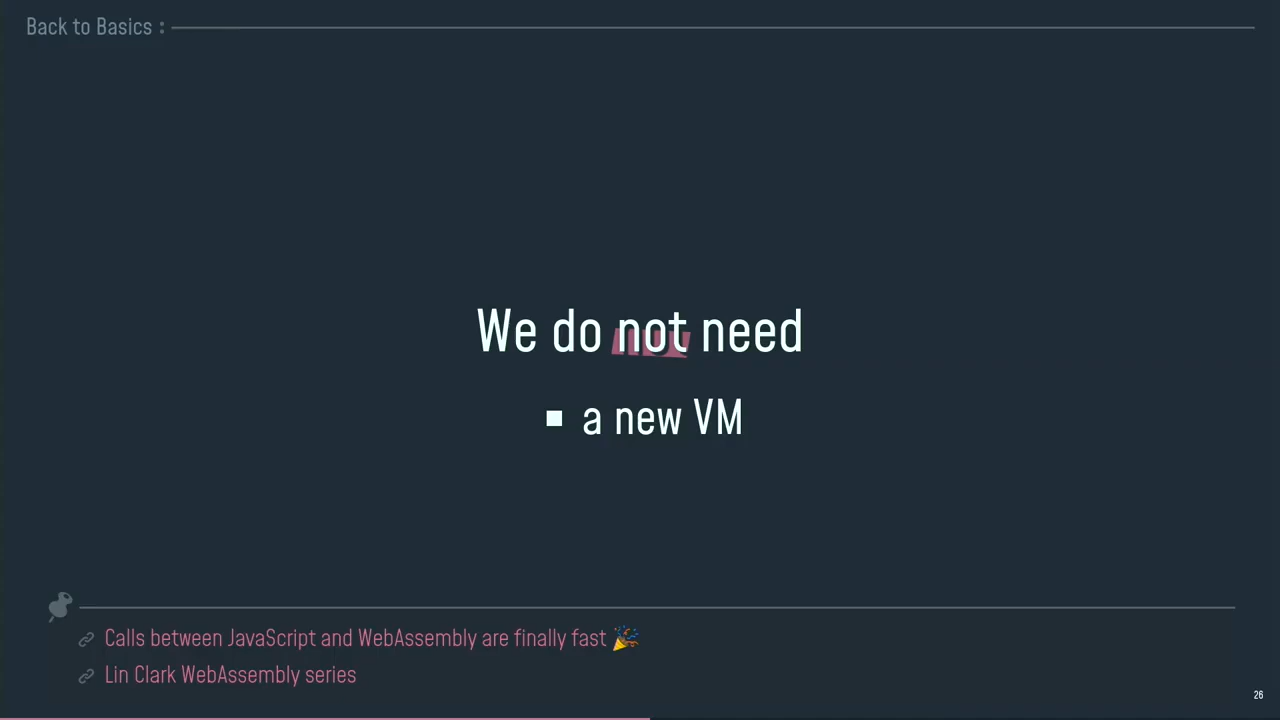 Back to Basics :
We do not need
▪ a new VM
Calls between JavaScript and WebAssembly are finally fast 🎉
Lin Clark WebAssembly series
26